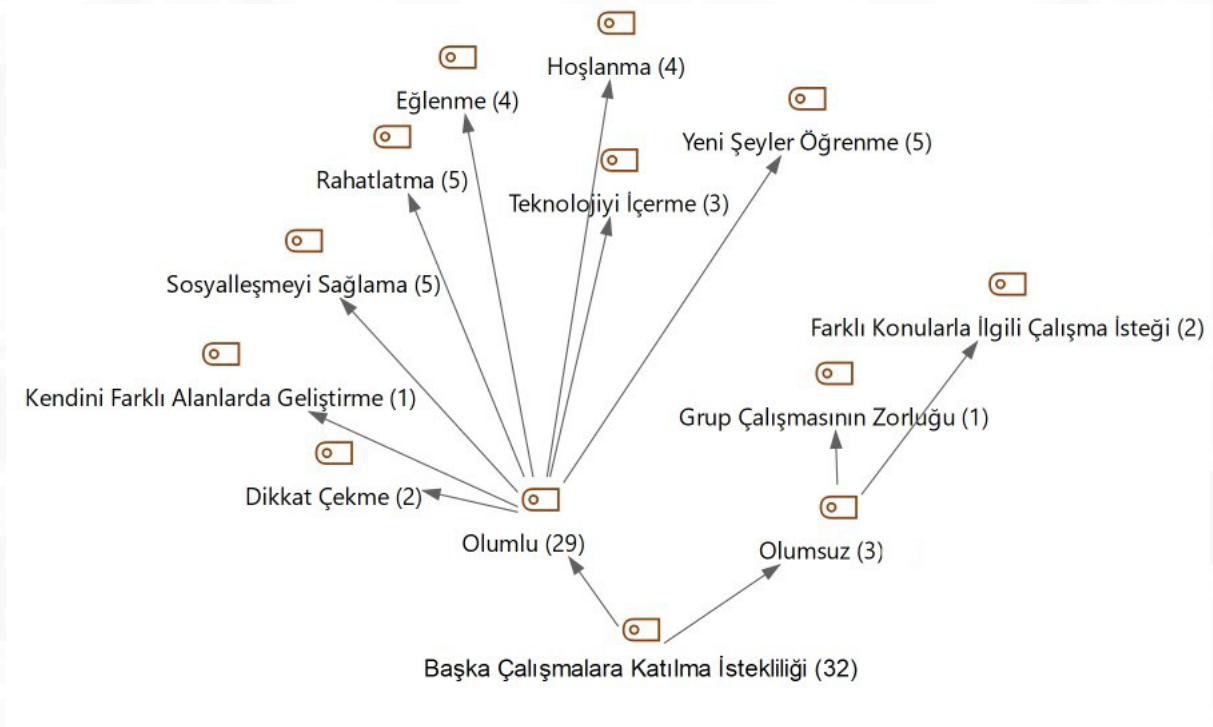 Hoşlanma (4)
Eğlenme (4)
Yeni Şeyler Öğrenme (5)
Rahatlatma (5)
Teknolojiyi İçerme (3)
Sosyalleşmeyi Sağlama (5)
Farklı Konularla İlgili Çalışma İsteği (2)
Kendini Farklı Alanlarda Geliştirme (1)
Grup Çalışmasının Zorluğu (1)
Dikkat Çekme (2)
Olumlu (29)
Olumsuz (3)
Başka Çalışmalara Katılma İstekliliği (32)